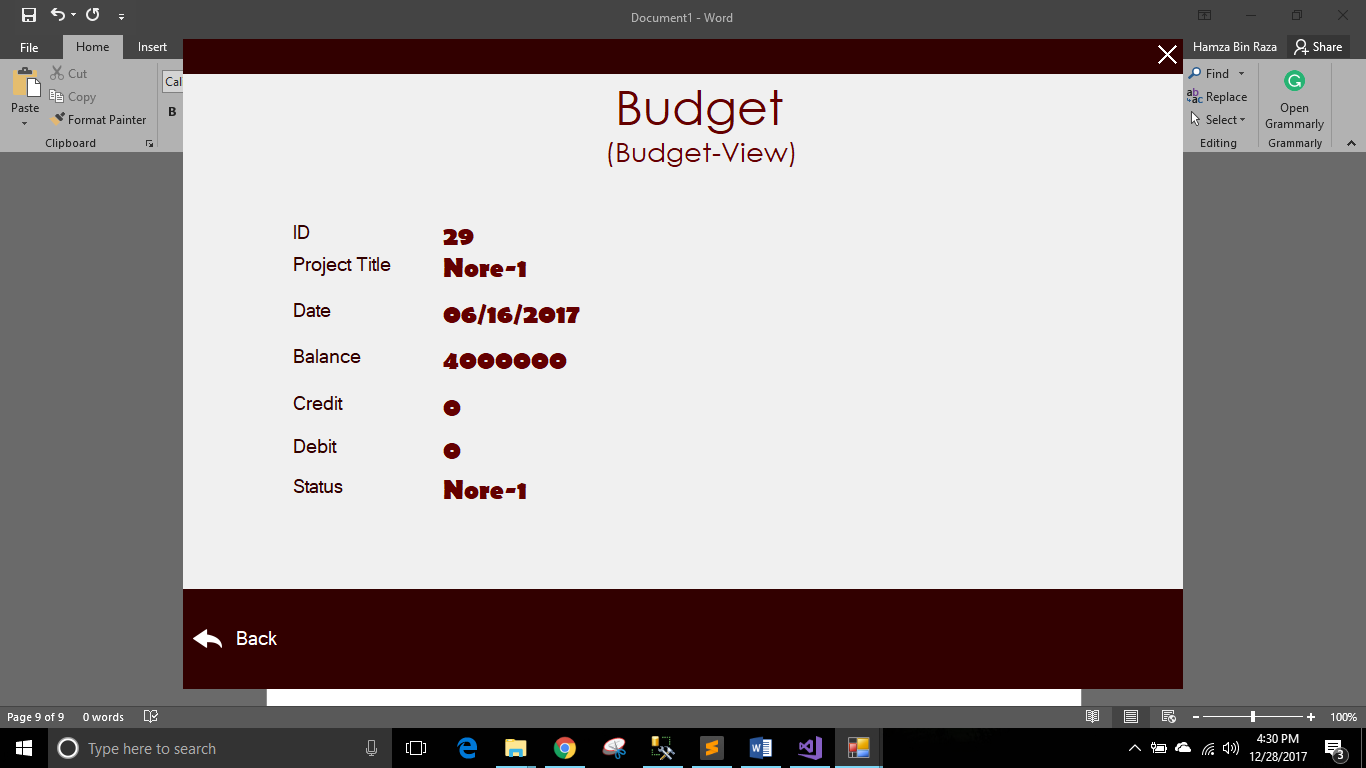 Document1 - Word
File Home Insert Hamza Bin Raza Share
Cut
Copy
Paste
Format Painter
Clipboard
Cal
B
Find
Replace
Select
Editing
Open
Grammarly
Grammarly
Budget
(Budget-View)
ID 29
Project Title Nore-1
Date 06/16/2017
Balance 4000000
Credit 0
Debit 0
Status Nore-1
Back
Page 9 of 9 0 words 100%
Type here to search
4:30 PM
12/28/2017
3